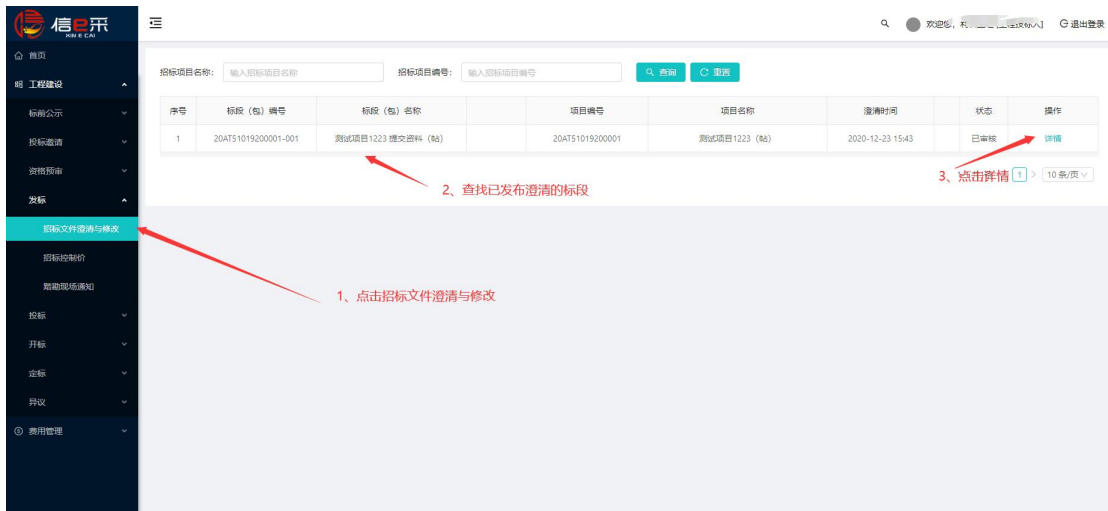 信e采
XIN E CAI
欢迎您,
退出登录
首页
工程建设
标前公示
投标邀请
资格预审
发标
招标文件澄清与修改
招标控制价
踏勘现场通知
投标
开标
定标
异议
费用管理
招标项目名称: 输入招标项目名称 招标项目编号: 输入招标项目编号 查询 重置
序号 标段(包)编号 标段(包)名称 项目编号 项目名称 澄清时间 状态 操作
1 20AT51019200001-001 测试项目1223 提交资料(帖) 20AT51019200001 测试项目1223(帖) 2020-12-23 15:43 已审核 详情
3、点击详情 1 > 10 条/页
2、查找已发布澄清的标段
1、点击招标文件澄清与修改